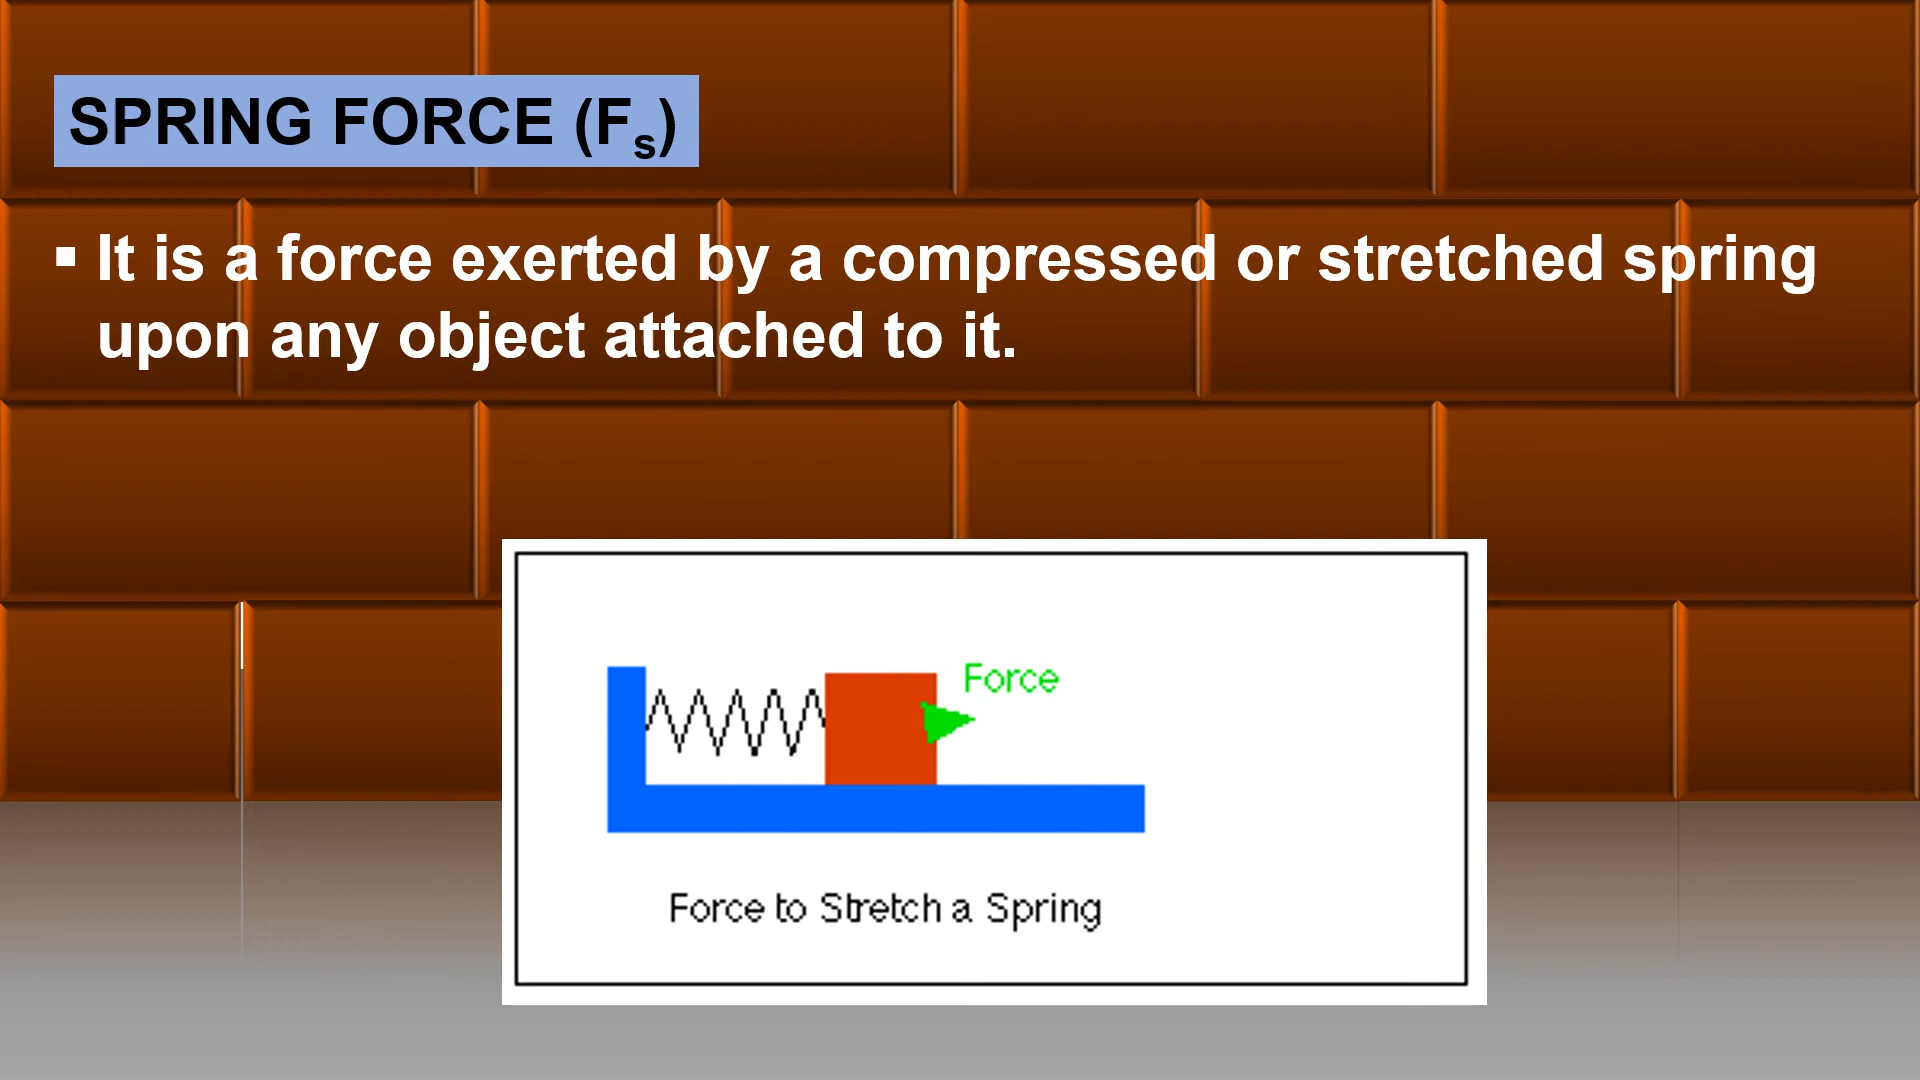 SPRING FORCE (Fs)
▪ It is a force exerted by a compressed or stretched spring
upon any object attached to it.
Force
Force to Stretch a Spring